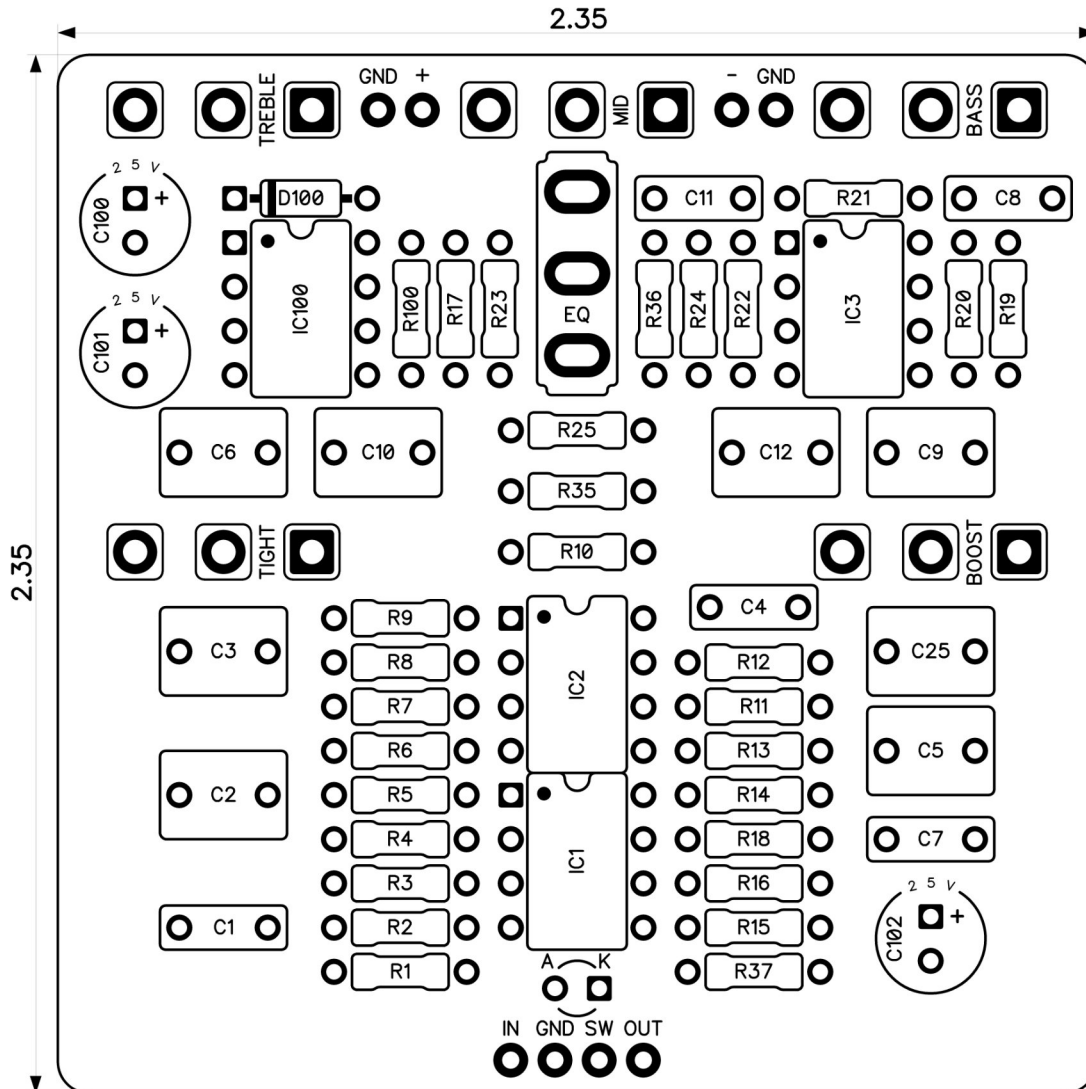 2.35
GND + - GND
TREBLE MID BASS
2 5 V
C100 +
D100 C11 R21 C8
IC100 R100 R17 R23 EQ R36 R24 R22 IC3 R20 R19
2 5 V
C101 +
C6 C10 R25 C12 C9
R35
2.35
TIGHT R10 BOOST
C4
R9
C3 R8 IC2 R12 C25
R7 R11
R6 R13 C5
C2 R5 R14
R4 IC1 R18 C7
R3 R16
2 5 V
C1 R2 R15 C102 +
R1 A K R37
IN GND SW OUT